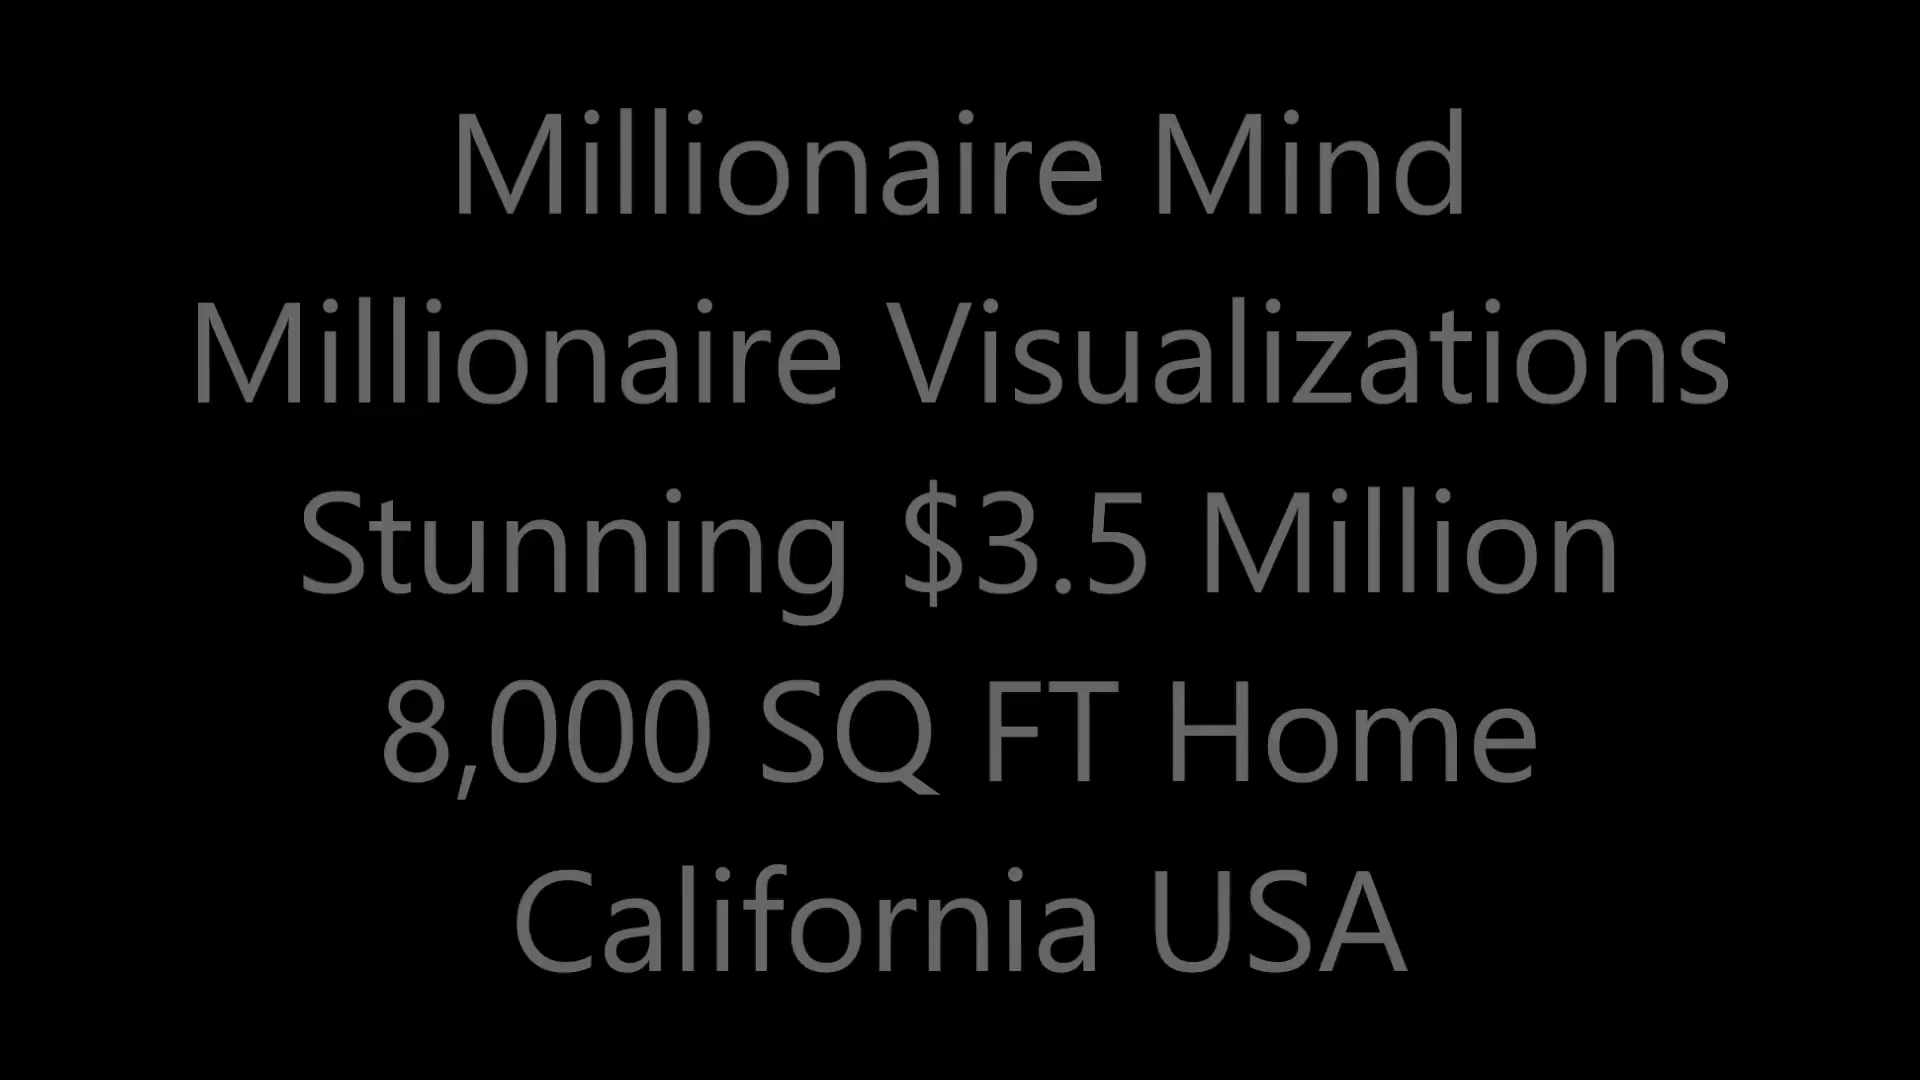 Millionaire Mind
Millionaire Visualizations
Stunning $3.5 Million
8,000 SQ FT Home
California USA